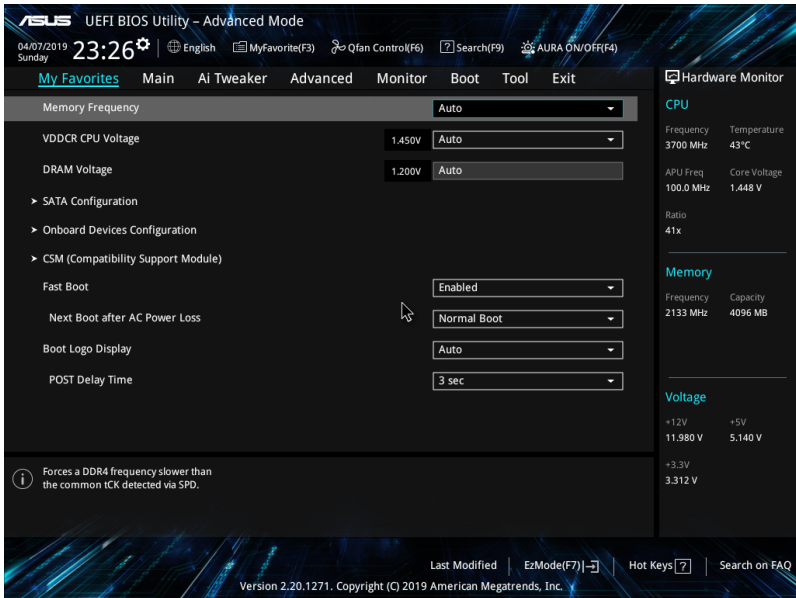 ASUS UEFI BIOS Utility – Advanced Mode
04/07/2019 Sunday 23:26 English MyFavorite(F3) Qfan Control(F6) ? Search(F9) AURA ON/OFF(F4)
My Favorites Main Ai Tweaker Advanced Monitor Boot Tool Exit
Memory Frequency Auto
VDDCR CPU Voltage 1.450V Auto
DRAM Voltage 1.200V Auto
> SATA Configuration
> Onboard Devices Configuration
> CSM (Compatibility Support Module)
Fast Boot Enabled
Next Boot after AC Power Loss Normal Boot
Boot Logo Display Auto
POST Delay Time 3 sec
Hardware Monitor
CPU
Frequency Temperature
3700 MHz 43°C
APU Freq Core Voltage
100.0 MHz 1.448 V
Ratio
41x
Memory
Frequency Capacity
2133 MHz 4096 MB
Voltage
+12V +5V
11.980 V 5.140 V
+3.3V
3.312 V
i Forces a DDR4 frequency slower than
the common tCK detected via SPD.
Last Modified EzMode(F7) Hot Keys ? Search on FAQ
Version 2.20.1271. Copyright (C) 2019 American Megatrends, Inc.